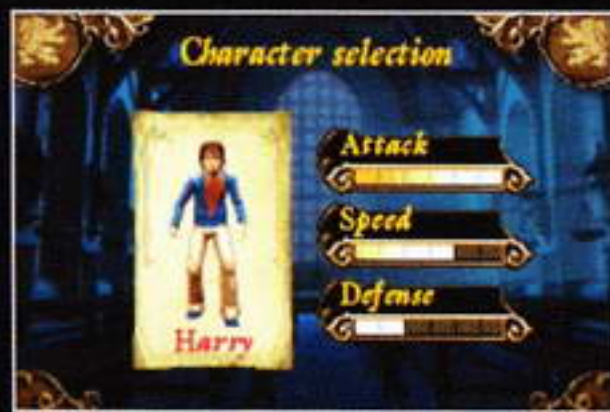 Character selection
Attack
Speed
Defense
Harry